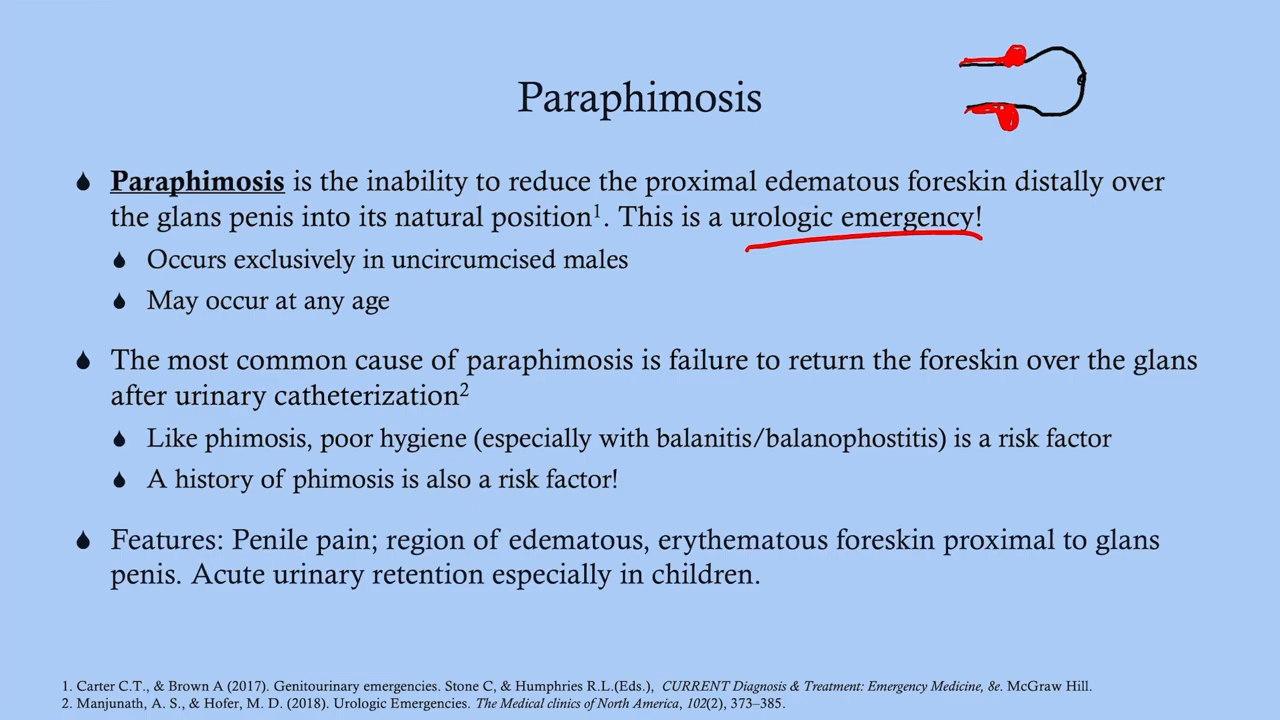 Paraphimosis
Paraphimosis is the inability to reduce the proximal edematous foreskin distally over
the glans penis into its natural position1. This is a urologic emergency!
Occurs exclusively in uncircumcised males
May occur at any age
The most common cause of paraphimosis is failure to return the foreskin over the glans
after urinary catheterization2
Like phimosis, poor hygiene (especially with balanitis/balanophostitis) is a risk factor
A history of phimosis is also a risk factor!
Features: Penile pain; region of edematous, erythematous foreskin proximal to glans
penis. Acute urinary retention especially in children.
1. Carter C.T., & Brown A (2017). Genitourinary emergencies. Stone C, & Humphries R.L.(Eds.), CURRENT Diagnosis & Treatment: Emergency Medicine, 8e. McGraw Hill.
2. Manjunath, A. S., & Hofer, M. D. (2018). Urologic Emergencies. The Medical clinics of North America, 102(2), 373–385.